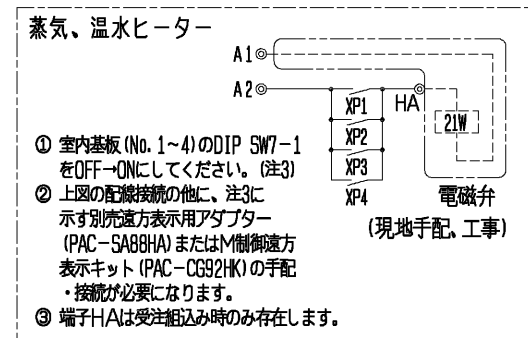 蒸気、温水ヒーター
A1
A2
XP1
HA
XP2
21W
XP3
XP4
電磁弁
(現地手配、工事)
① 室内基板(No.1~4)のDIP SW7-1
をOFF→ONにしてください。(注3)
② 上図の配線接続の他に、注3に
示す別売遠方表示用アダプター
(PAC-SA88HA)またはM制御遠方
表示キット(PAC-CG92HK)の手配
・接続が必要になります。
③ 端子HAは受注組込み時のみ存在します。